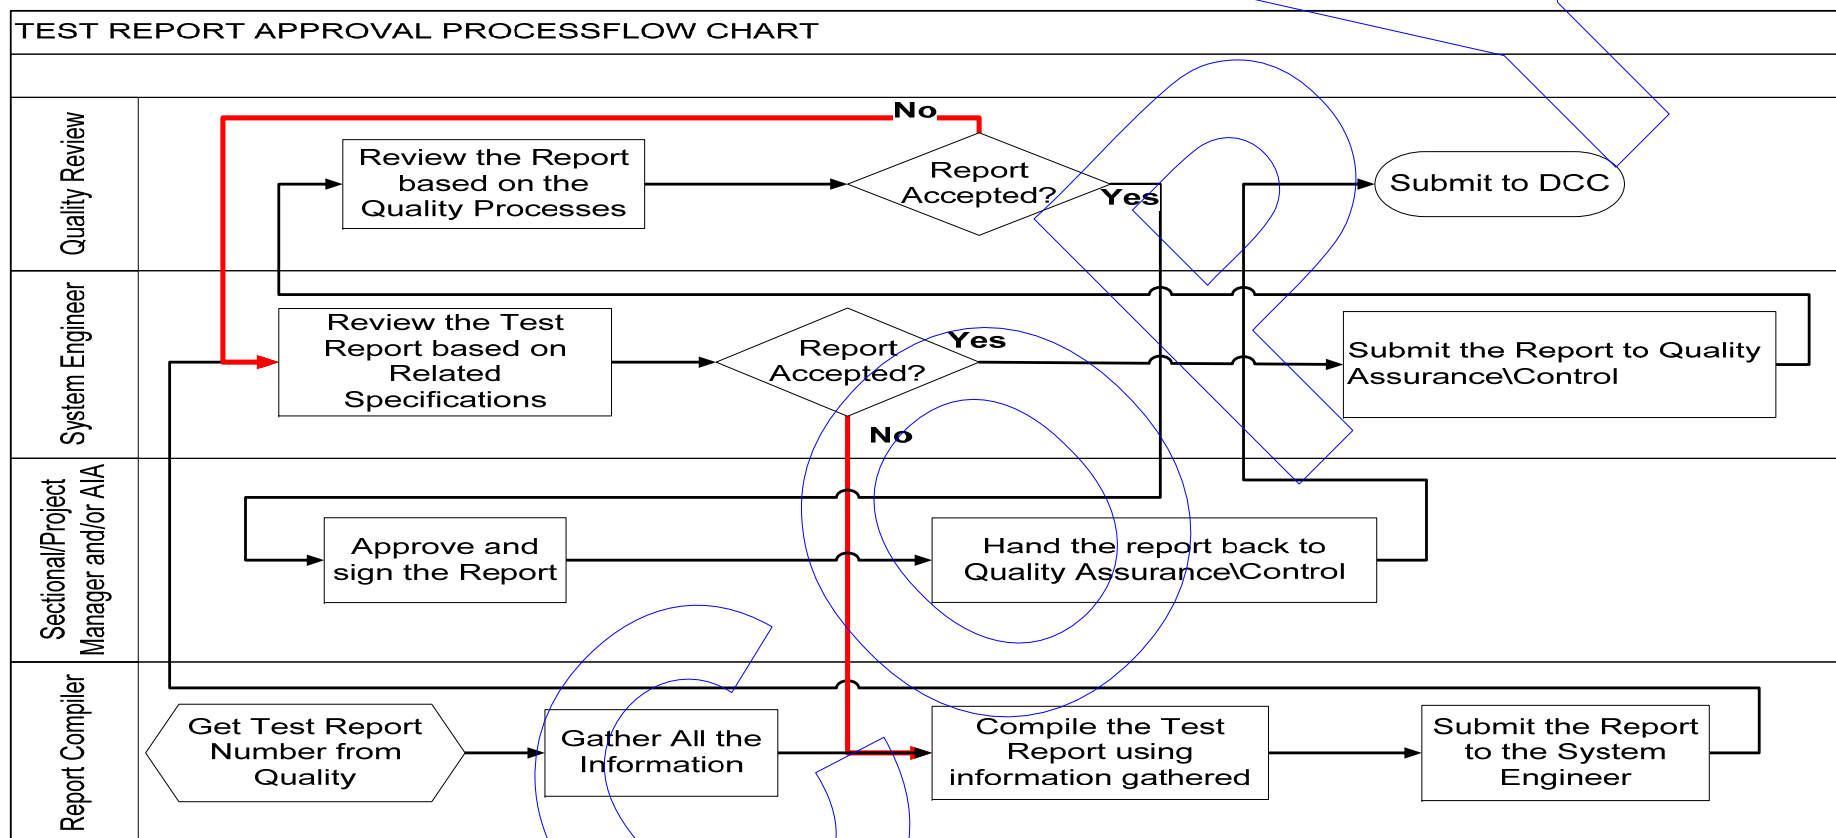 TEST REPORT APPROVAL PROCESSFLOW CHART
Quality Review
No
Review the Report
based on the
Quality Processes
Report
Accepted?
Yes
Submit to DCC
System Engineer
Review the Test
Report based on
Related
Specifications
Report
Accepted?
Yes
No
Submit the Report to Quality
Assurance\Control
Sectional/Project
Manager and/or AIA
Approve and
sign the Report
Hand the report back to
Quality Assurance\Control
Report Compiler
Get Test Report
Number from
Quality
Gather All the
Information
Compile the Test
Report using
information gathered
Submit the Report
to the System
Engineer